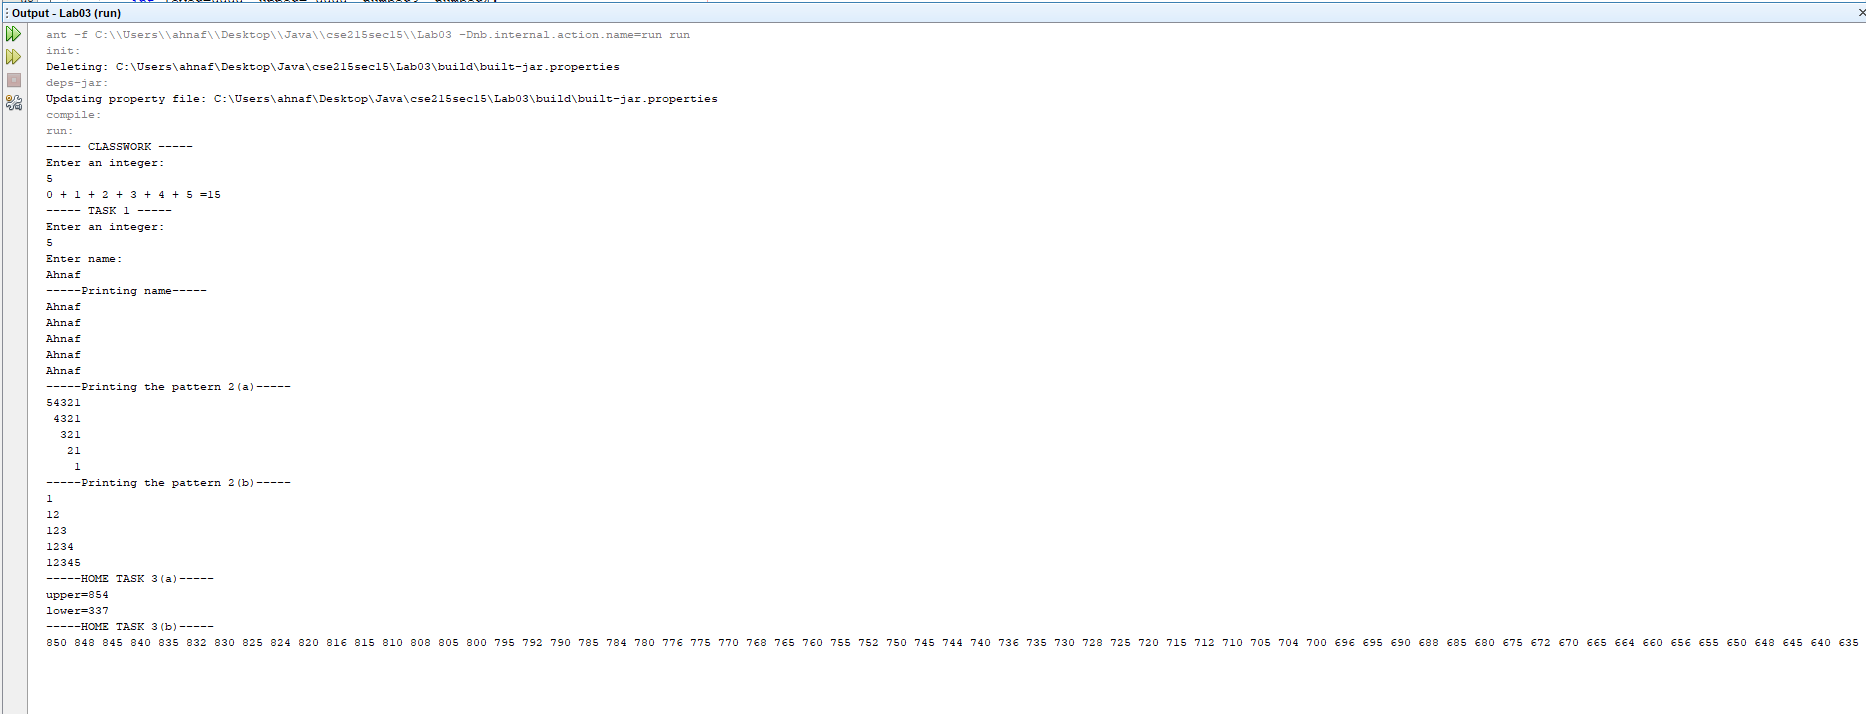 Output - Lab03 (run)
ant -f C:\\Users\\ahnaf\\Desktop\\Java\\cse215sec15\\Lab03 -Dnb.internal.action.name=run run
init:
Deleting: C:\Users\ahnaf\Desktop\Java\cse215sec15\Lab03\build\built-jar.properties
deps-jar:
Updating property file: C:\Users\ahnaf\Desktop\Java\cse215sec15\Lab03\build\built-jar.properties
compile:
run:
----- CLASSWORK -----
Enter an integer:
5
0 + 1 + 2 + 3 + 4 + 5 =15
----- TASK 1 -----
Enter an integer:
5
Enter name:
Ahnaf
-----Printing name-----
Ahnaf
Ahnaf
Ahnaf
Ahnaf
Ahnaf
-----Printing the pattern 2(a)-----
54321
 4321
  321
   21
    1
-----Printing the pattern 2(b)-----
1
12
123
1234
12345
-----HOME TASK 3(a)-----
upper=854
lower=337
-----HOME TASK 3(b)-----
850 848 845 840 835 832 830 825 824 820 816 815 810 808 805 800 795 792 790 785 784 780 776 775 770 768 765 760 755 752 750 745 744 740 736 735 730 728 725 720 715 712 710 705 704 700 696 695 690 688 685 680 675 672 670 665 664 660 656 655 650 648 645 640 635